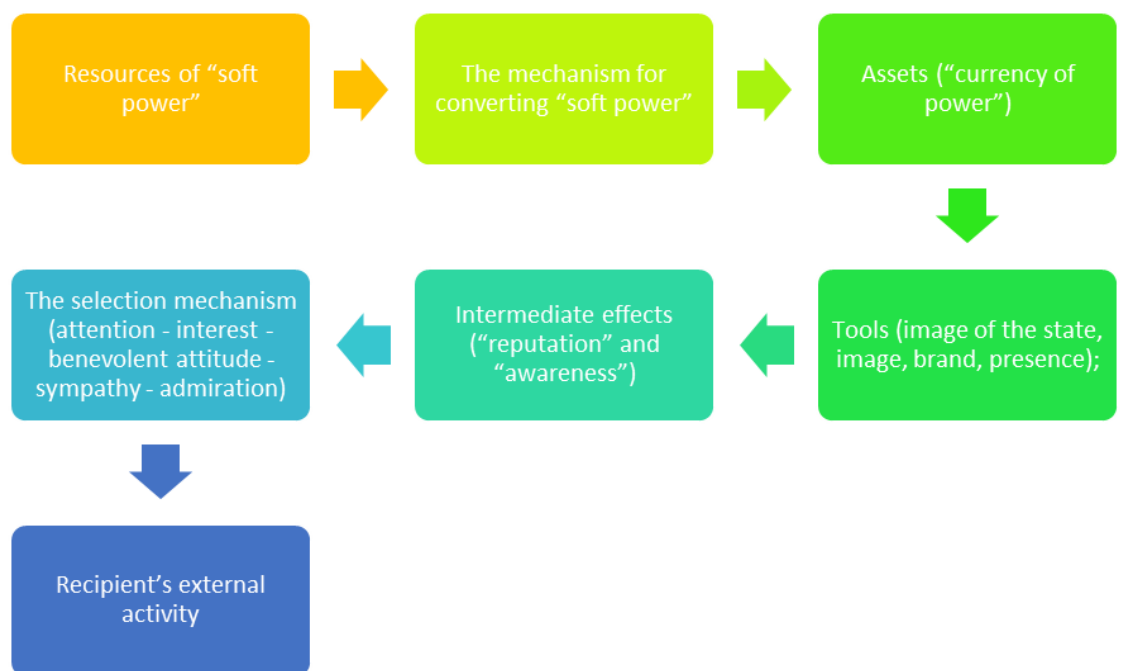 Resources of “soft
power”
The mechanism for
converting “soft power”
Assets (“currency of
power”)
The selection mechanism
(attention - interest -
benevolent attitude -
sympathy - admiration)
Intermediate effects
(“reputation” and
“awareness”)
Tools (image of the state,
image, brand, presence);
Recipient’s external
activity